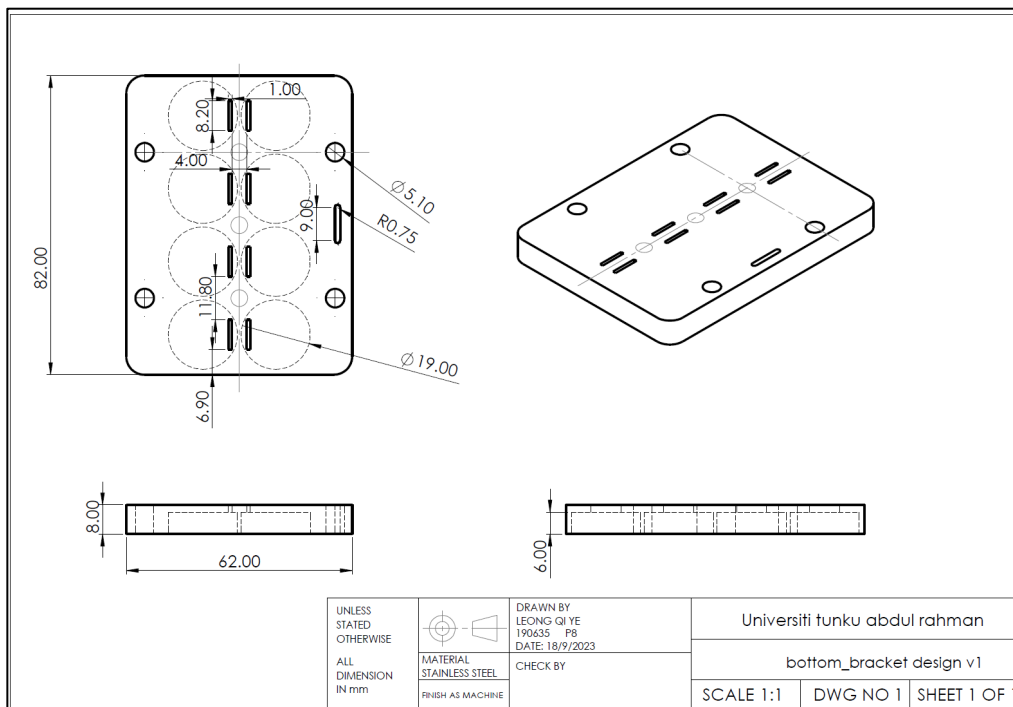 1.00
8.20
4.00
Ø5.10
R0.75
9.00
82.00
11.80
Ø19.00
6.90
8.00
62.00
6.00
UNLESS
STATED
OTHERWISE
ALL
DIMENSION
IN mm
MATERIAL
STAINLESS STEEL
FINISH AS MACHINE
DRAWN BY
LEONG QI YE
190635 P8
DATE: 18/9/2023
CHECK BY
Universiti tunku abdul rahman
bottom_bracket design v1
SCALE 1:1
DWG NO 1
SHEET 1 OF